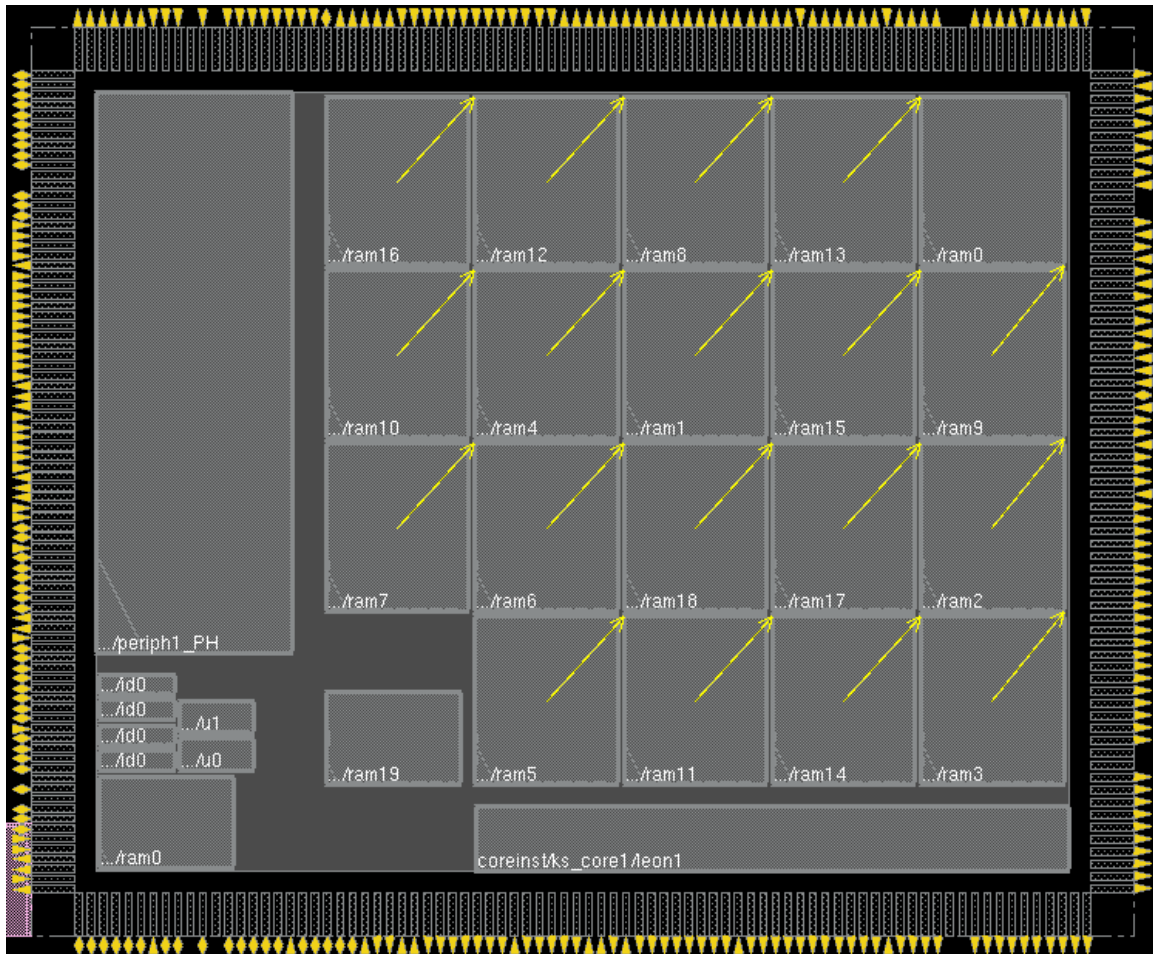 .../ram16
.../ram12
.../ram8
.../ram13
.../ram0
.../ram10
.../ram4
.../ram1
.../ram15
.../ram9
.../ram7
.../ram6
.../ram18
.../ram17
.../ram2
.../periph1_PH
.../id0
.../id0
.../u1
.../id0
.../id0
.../u0
.../ram19
.../ram5
.../ram11
.../ram14
.../ram3
.../ram0
coreinst/ks_core1/leon1